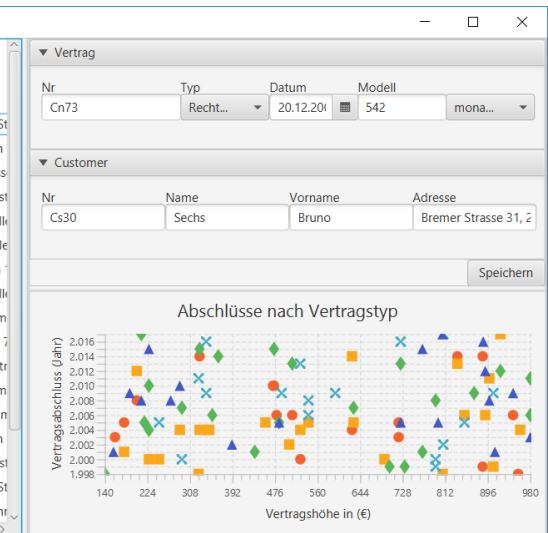 Vertrag
Nr Typ Datum Modell
Cn73 Recht... 20.12.20 542 mona...
Customer
Nr Name Vorname Adresse
Cs30 Sechs Bruno Bremer Strasse 31, 2
Speichern
Abschlüsse nach Vertragstyp
Vertragsabschluss (Jahr)
2.016
2.014
2.012
2.010
2.008
2.006
2.004
2.002
2.000
1.998
140 224 308 392 476 560 644 728 812 896 980
Vertragshöhe in (€)